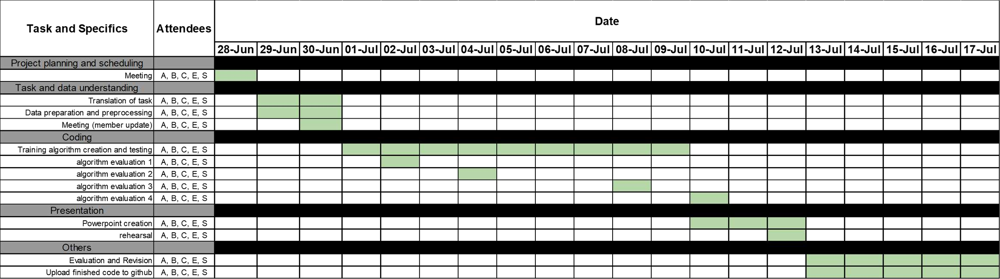 Task and Specifics Attendees Date
28-Jun 29-Jun 30-Jun 01-Jul 02-Jul 03-Jul 04-Jul 05-Jul 06-Jul 07-Jul 08-Jul 09-Jul 10-Jul 11-Jul 12-Jul 13-Jul 14-Jul 15-Jul 16-Jul 17-Jul
Project planning and scheduling
Meeting A, B, C, E, S
Task and data understanding
Translation of task A, B, C, E, S
Data preparation and preprocessing A, B, C, E, S
Meeting (member update) A, B, C, E, S
Coding
Training algorithm creation and testing A, B, C, E, S
algorithm evaluation 1 A, B, C, E, S
algorithm evaluation 2 A, B, C, E, S
algorithm evaluation 3 A, B, C, E, S
algorithm evaluation 4 A, B, C, E, S
Presentation
Powerpoint creation A, B, C, E, S
rehearsal A, B, C, E, S
Others
Evaluation and Revision A, B, C, E, S
Upload finished code to github A, B, C, E, S